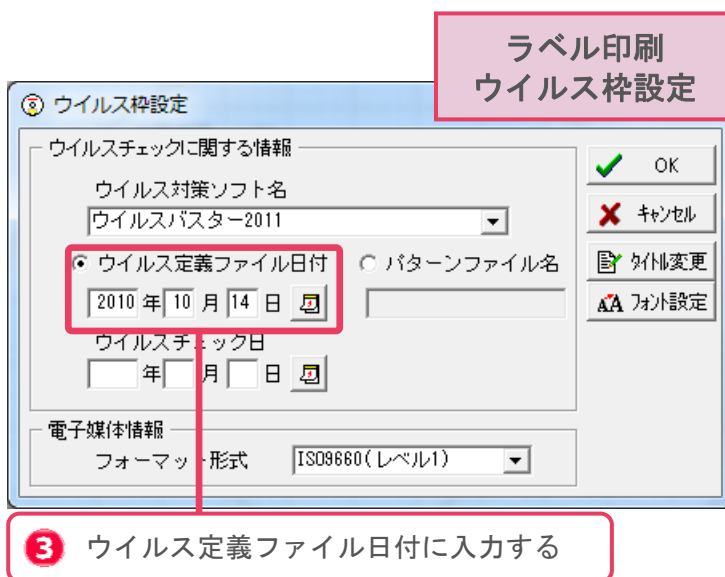 ラベル印刷
ウイルス枠設定
ウイルス枠設定
ウイルスチェックに関する情報
ウイルス対策ソフト名
ウイルスバスター2011
ウイルス定義ファイル日付 パターンファイル名
2010 年 10 月 14 日
ウイルスチェック日
年 月 日
電子媒体情報
フォーマット形式 ISO9660(レベル1)
OK
キャンセル
タイトル変更
フォント設定
3 ウイルス定義ファイル日付に入力する